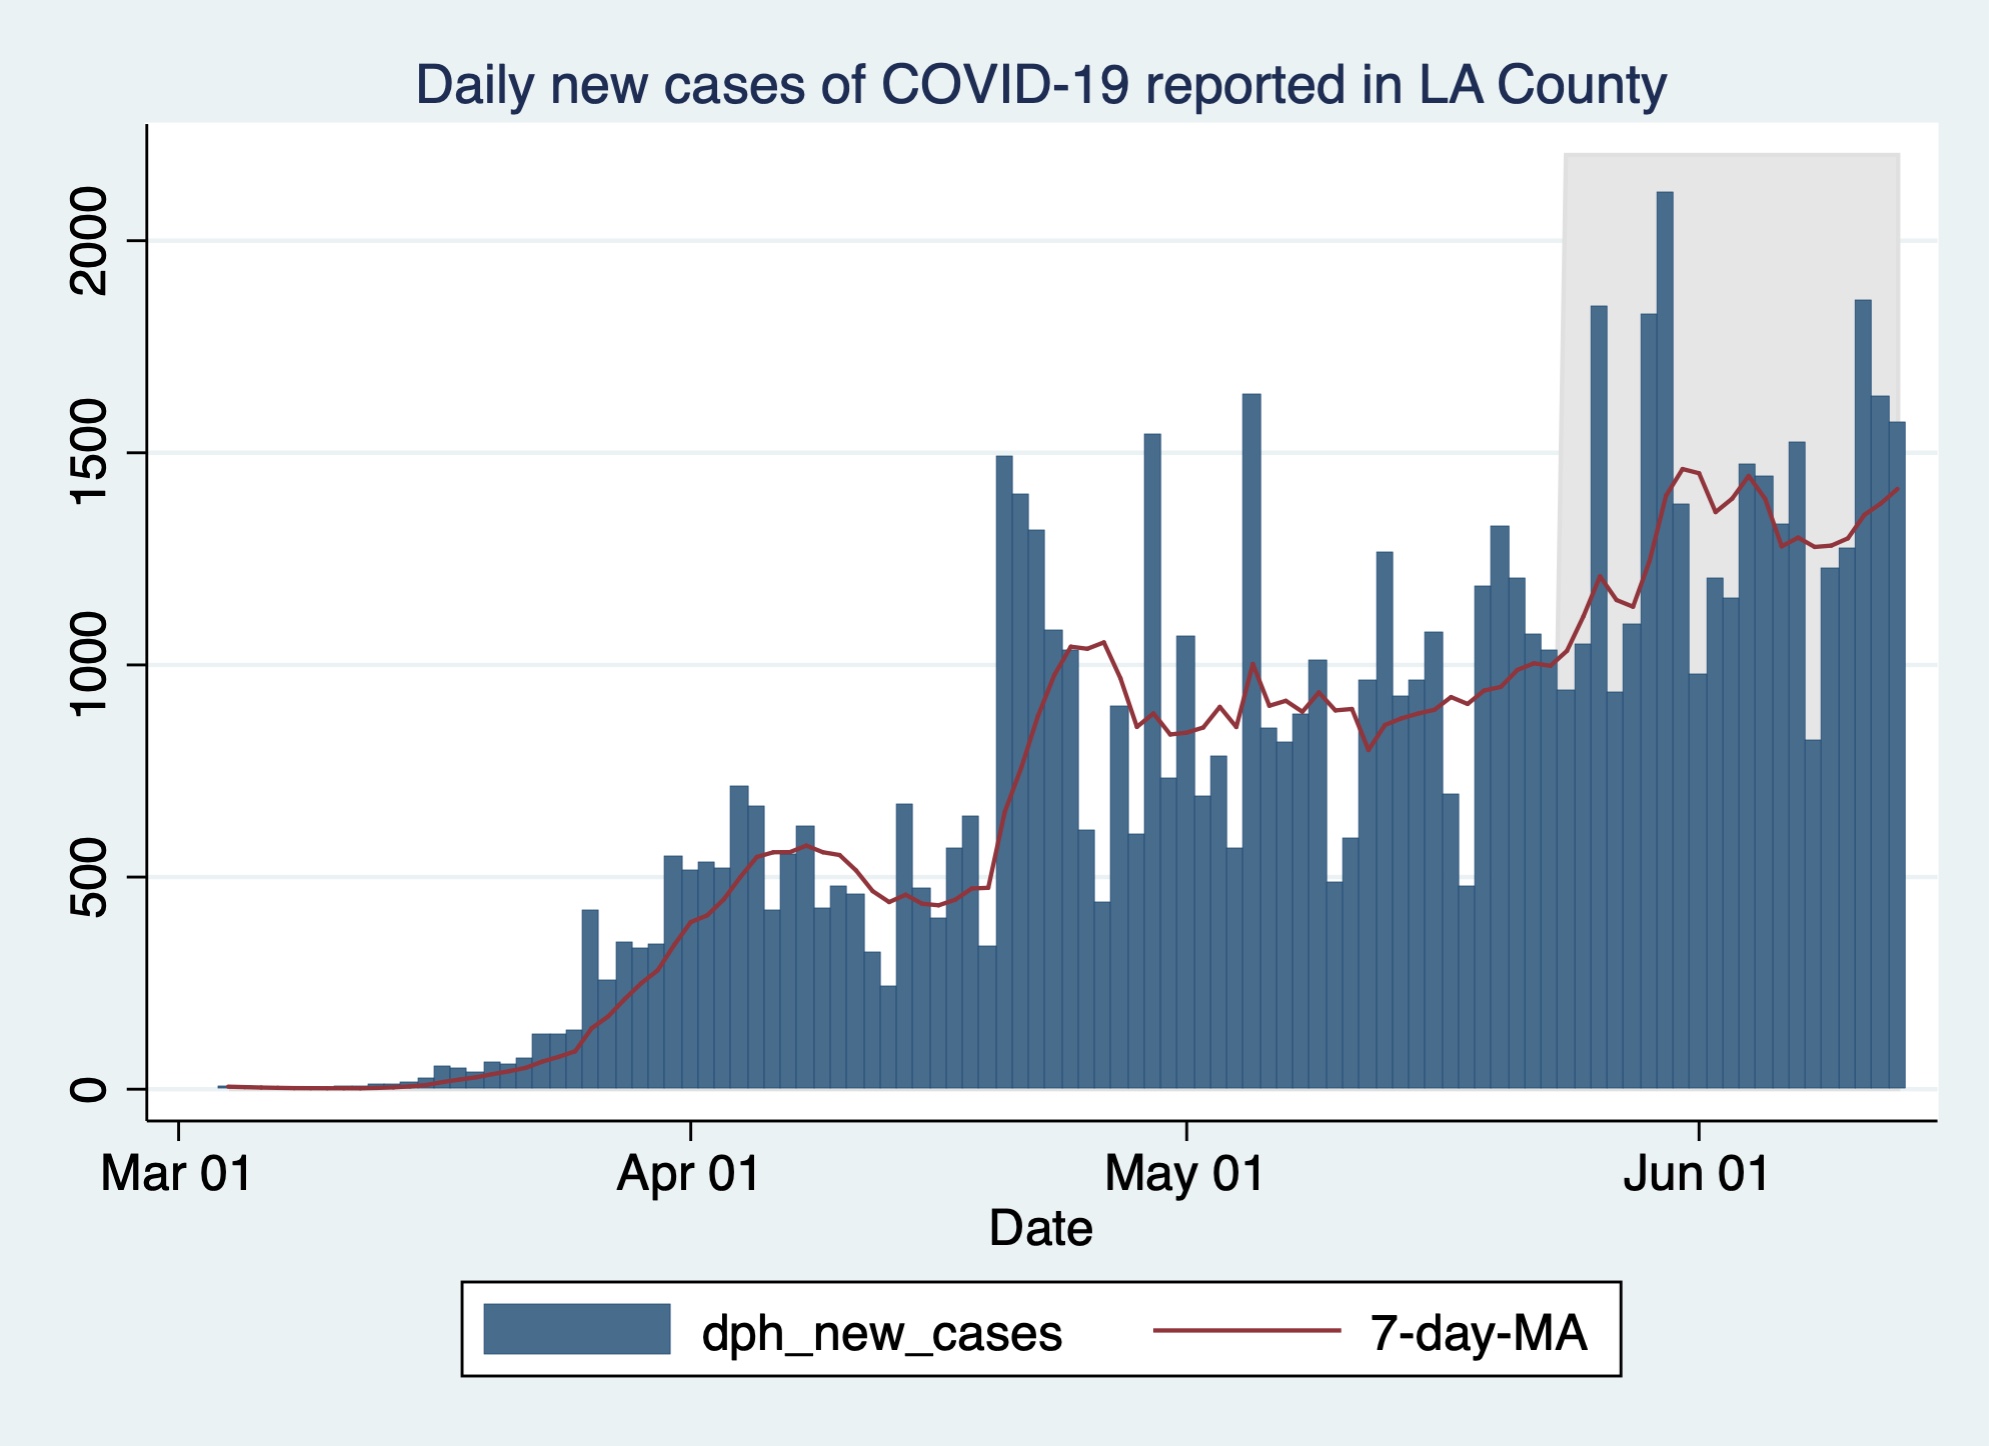 Daily new cases of COVID-19 reported in LA County
2000
1500
1000
500
0
Mar 01 Apr 01 May 01 Jun 01
Date
dph_new_cases 7-day-MA